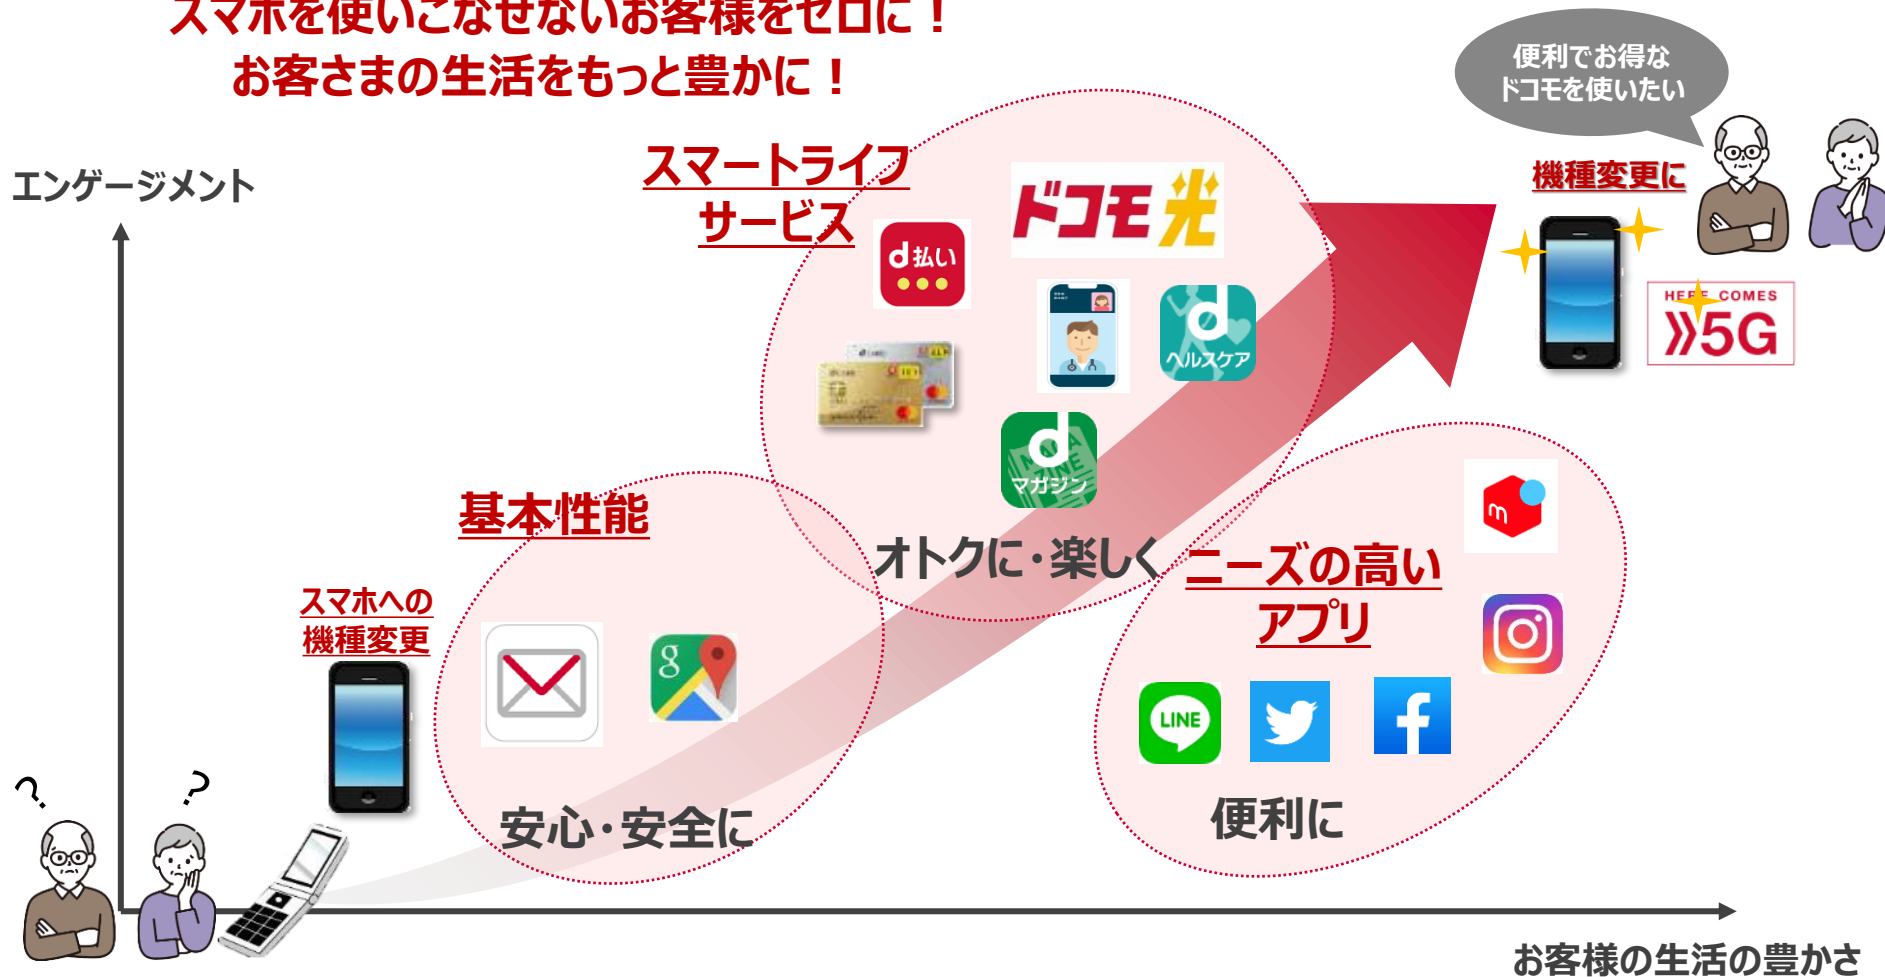 スマホを使いこなせないお客様をゼロに！
お客さまの生活をもっと豊かに！
便利でお得な
ドコモを使いたい
エンゲージメント
スマートライフ
サービス
ドコモ光
機種変更に
d払い
HERE COMES
5G
d
ヘルスケア
d
MAGA
ZINE
マガジン
基本性能
オトクに・楽しく
ニーズの高い
アプリ
m
スマホへの
機種変更
g
LINE
f
安心・安全に
便利に
?
?
お客様の生活の豊かさ